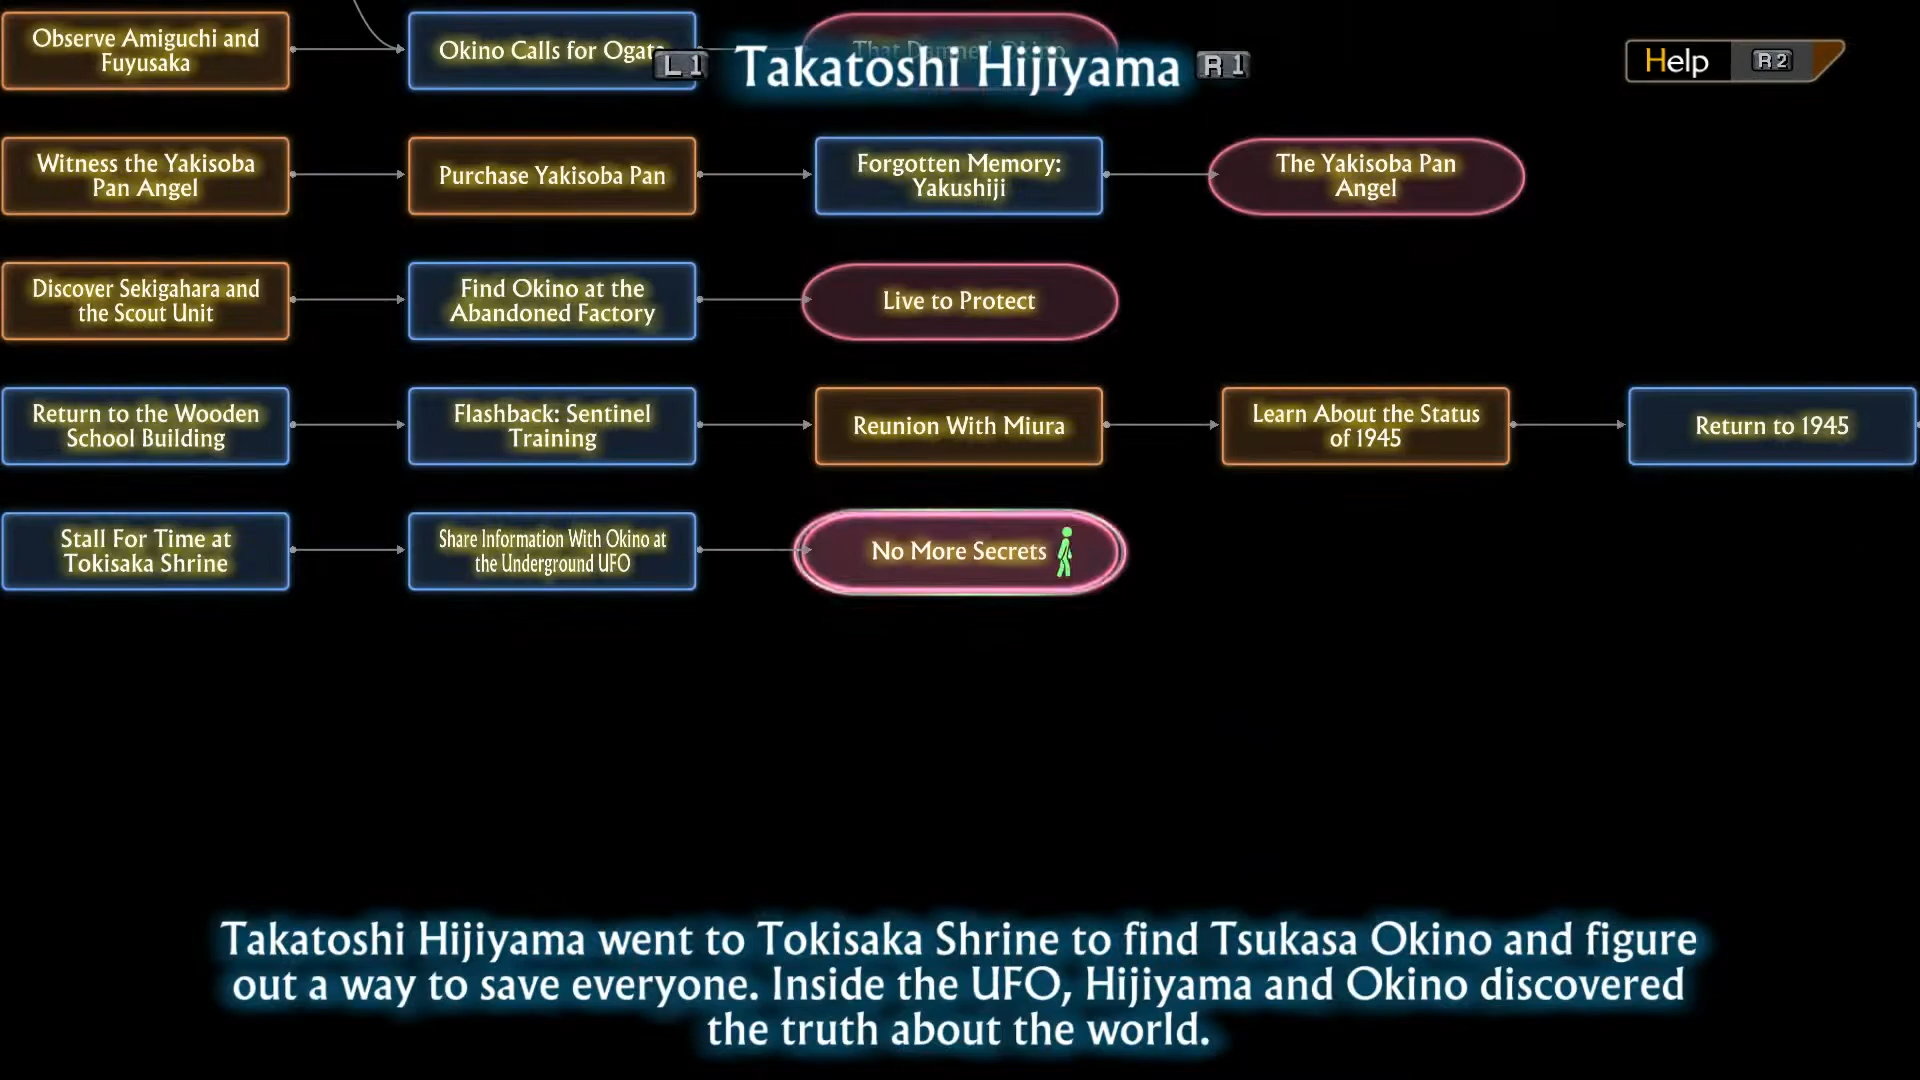 Observe Amiguchi and
Fuyusaka
Okino Calls for Ogata
That Damned Okino
L1
Takatoshi Hijiyama
R1
Help
R2
Witness the Yakisoba
Pan Angel
Purchase Yakisoba Pan
Forgotten Memory:
Yakushiji
The Yakisoba Pan
Angel
Discover Sekigahara and
the Scout Unit
Find Okino at the
Abandoned Factory
Live to Protect
Return to the Wooden
School Building
Flashback: Sentinel
Training
Reunion With Miura
Learn About the Status
of 1945
Return to 1945
Stall For Time at
Tokisaka Shrine
Share Information With Okino at
the Underground UFO
No More Secrets
Takatoshi Hijiyama went to Tokisaka Shrine to find Tsukasa Okino and figure
out a way to save everyone. Inside the UFO, Hijiyama and Okino discovered
the truth about the world.